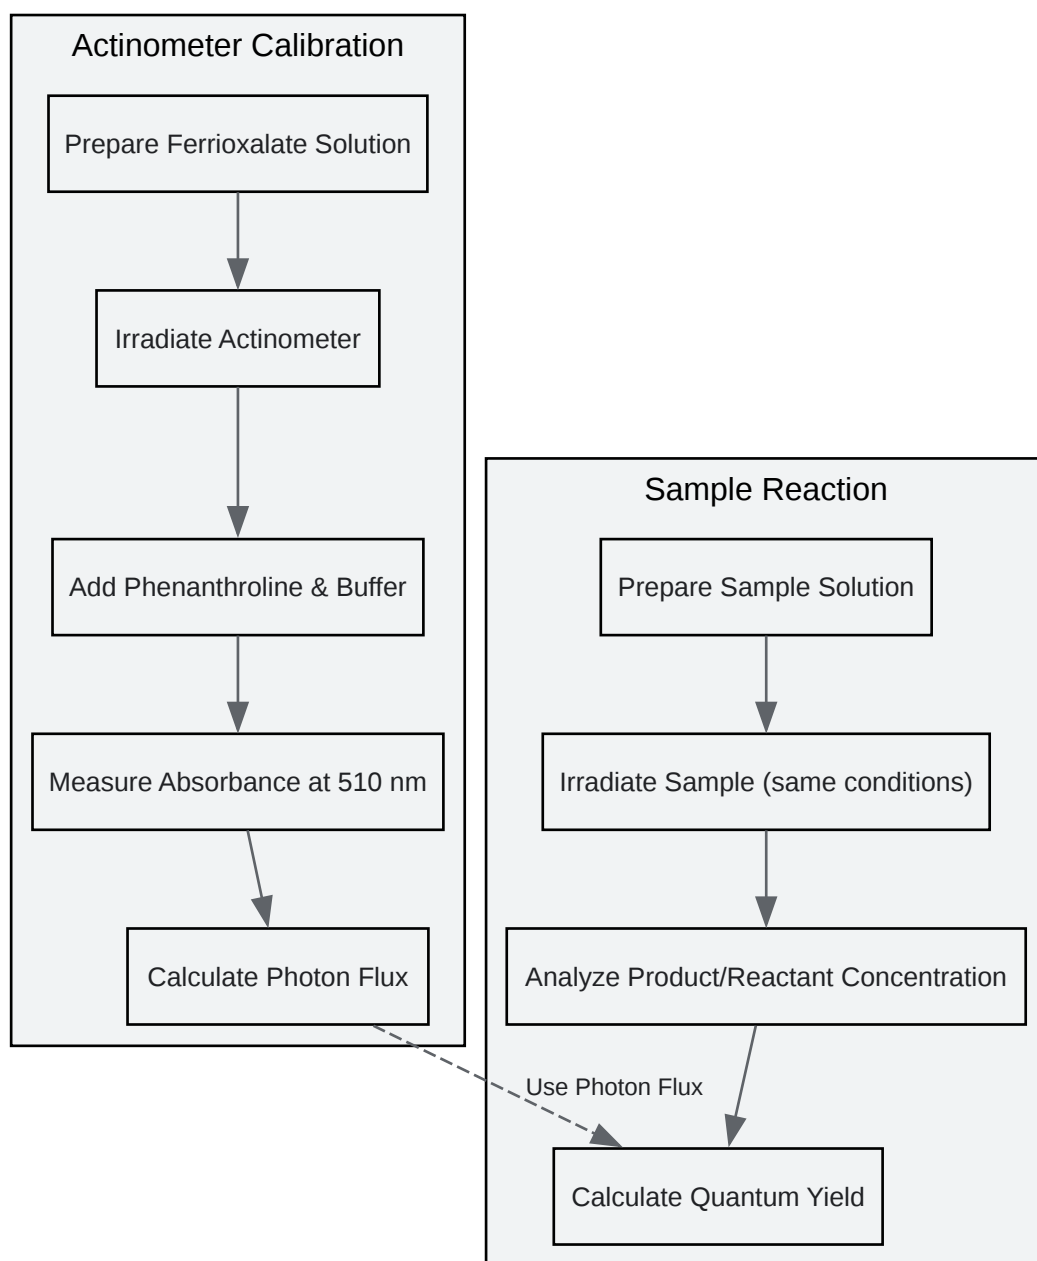 Actinometer Calibration
Prepare Ferrioxalate Solution
Irradiate Actinometer
Add Phenanthroline & Buffer
Measure Absorbance at 510 nm
Calculate Photon Flux
Use Photon Flux
Sample Reaction
Prepare Sample Solution
Irradiate Sample (same conditions)
Analyze Product/Reactant Concentration
Calculate Quantum Yield